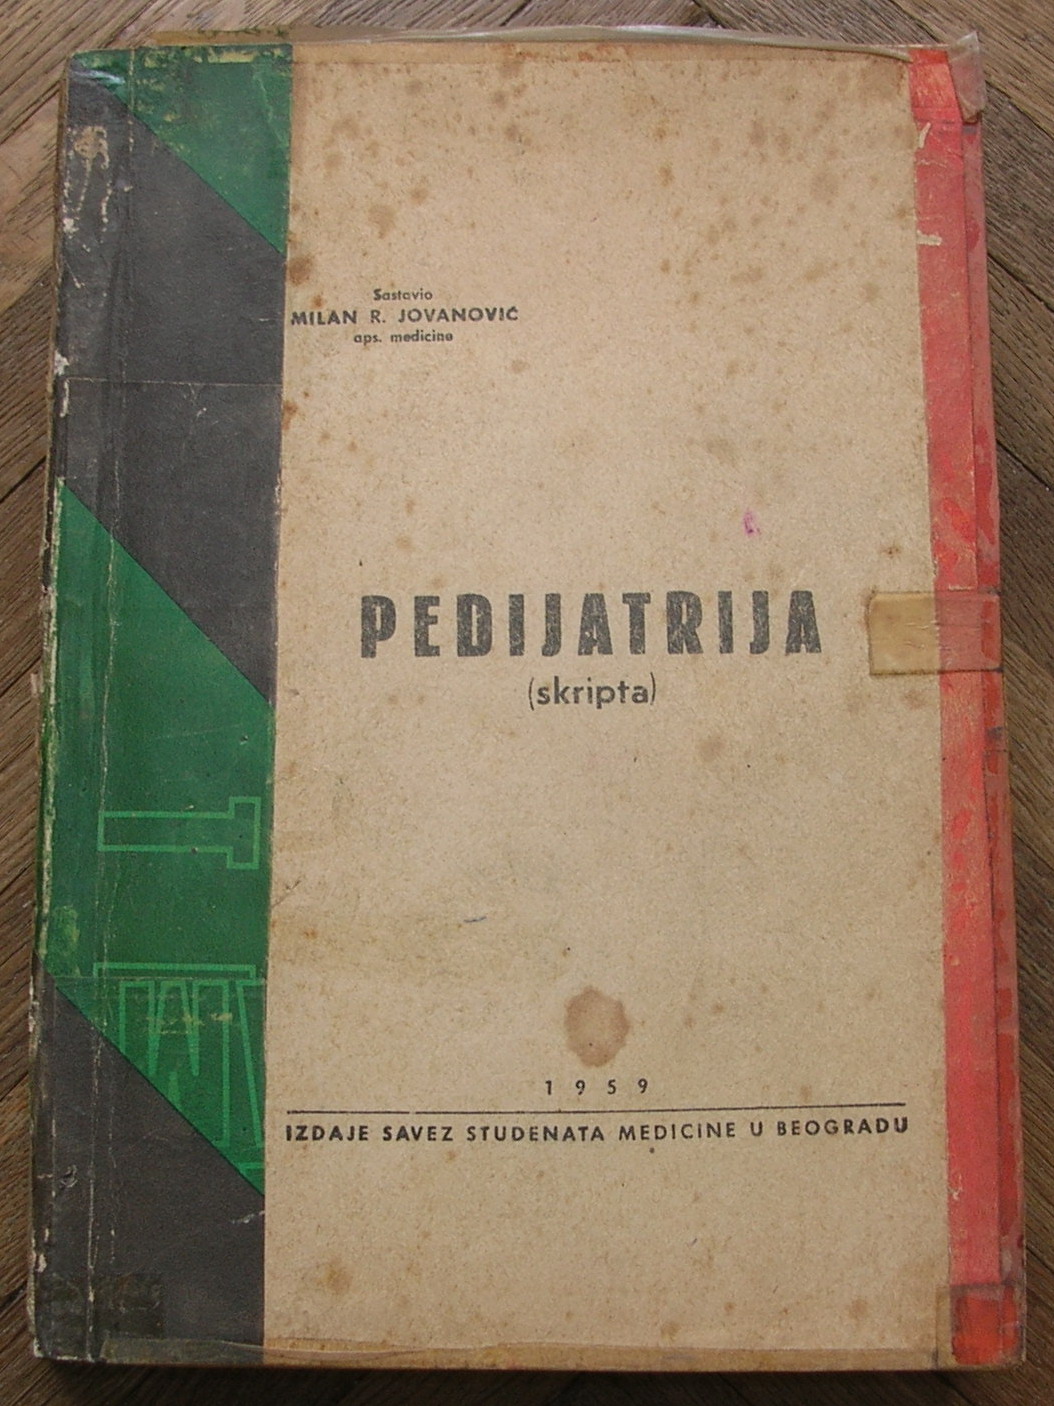 Sastavio
MILAN R. JOVANOVIĆ
aps. medicine
PEDIJATRIJA
(skripta)
1959
IZDAJE SAVEZ STUDENATA MEDICINE U BEOGRADU